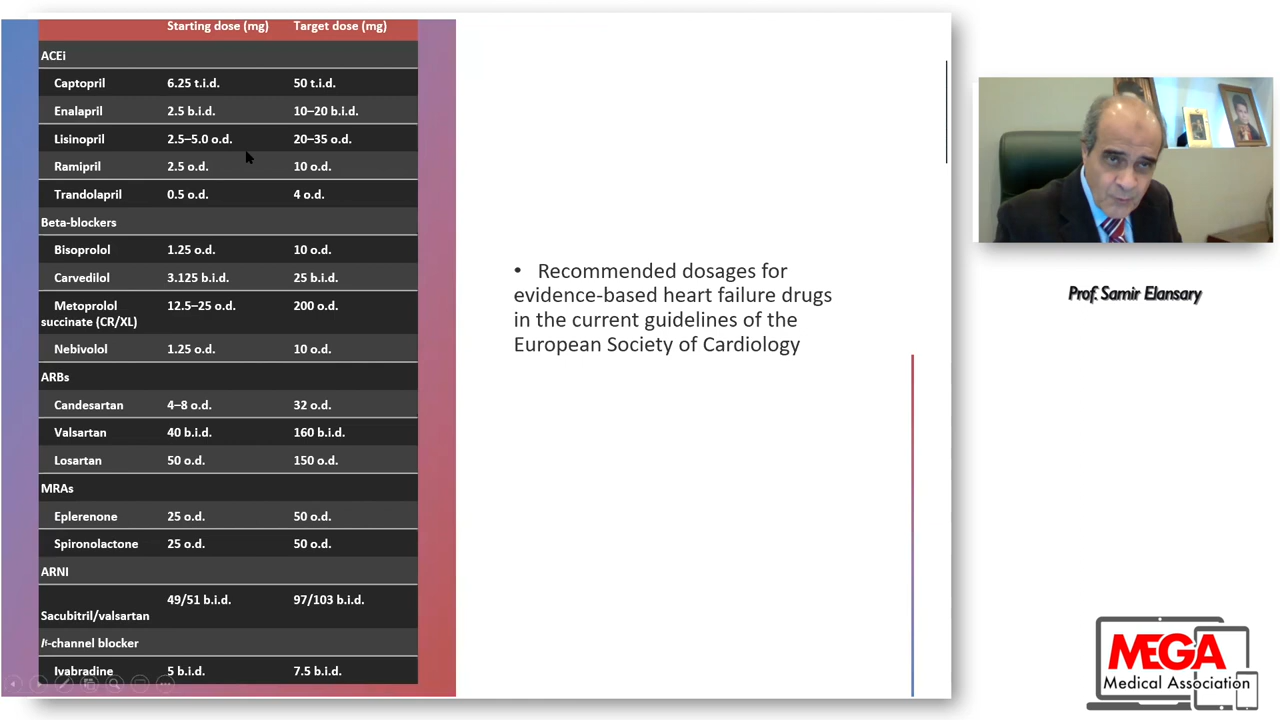 Starting dose (mg) Target dose (mg)
ACEi
Captopril 6.25 t.i.d. 50 t.i.d.
Enalapril 2.5 b.i.d. 10–20 b.i.d.
Lisinopril 2.5–5.0 o.d. 20–35 o.d.
Ramipril 2.5 o.d. 10 o.d.
Trandolapril 0.5 o.d. 4 o.d.
Beta-blockers
Bisoprolol 1.25 o.d. 10 o.d.
Carvedilol 3.125 b.i.d. 25 b.i.d.
Metoprolol 12.5–25 o.d. 200 o.d.
succinate (CR/XL)
Nebivolol 1.25 o.d. 10 o.d.
ARBs
Candesartan 4–8 o.d. 32 o.d.
Valsartan 40 b.i.d. 160 b.i.d.
Losartan 50 o.d. 150 o.d.
MRAs
Eplerenone 25 o.d. 50 o.d.
Spironolactone 25 o.d. 50 o.d.
ARNI
49/51 b.i.d. 97/103 b.i.d.
Sacubitril/valsartan
If-channel blocker
Ivabradine 5 b.i.d. 7.5 b.i.d.
• Recommended dosages for
evidence-based heart failure drugs
in the current guidelines of the
European Society of Cardiology
Prof. Samir Elansary
MEGA
Medical Association